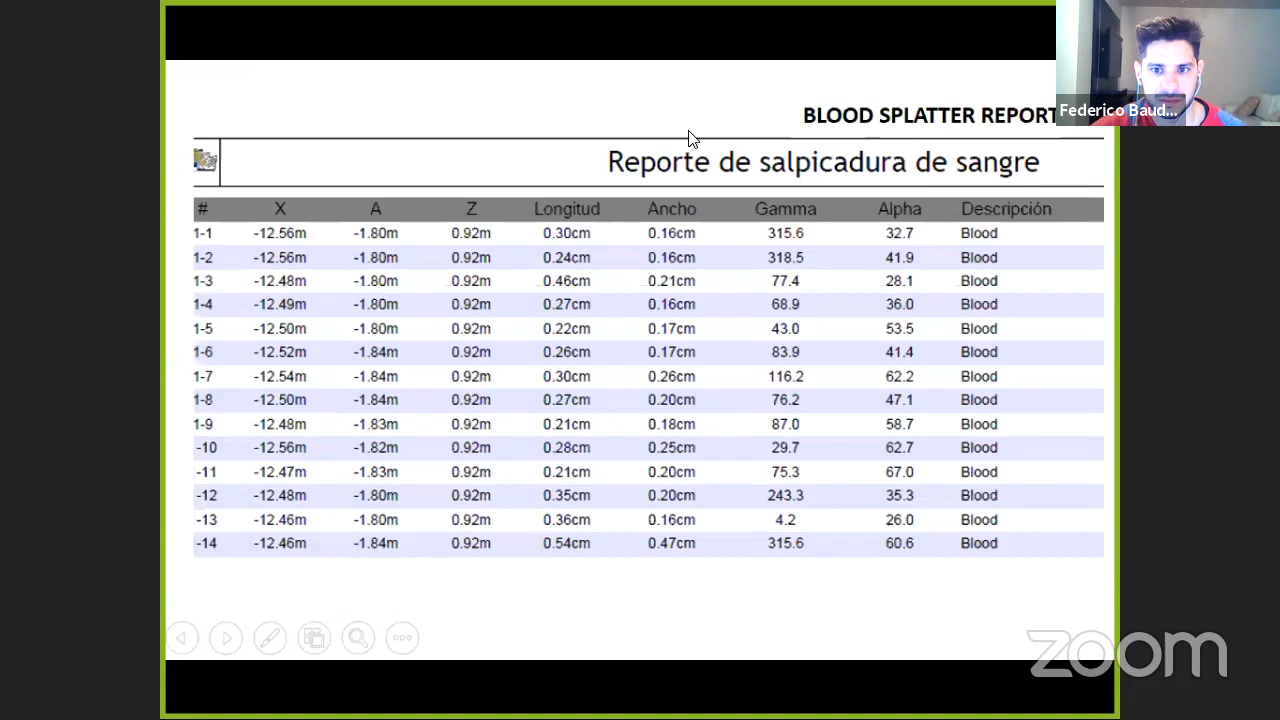 BLOOD SPLATTER REPORT
Federico Baud...
Reporte de salpicadura de sangre
# X A Z Longitud Ancho Gamma Alpha Descripción
1-1 -12.56m -1.80m 0.92m 0.30cm 0.16cm 315.6 32.7 Blood
1-2 -12.56m -1.80m 0.92m 0.24cm 0.16cm 318.5 41.9 Blood
1-3 -12.48m -1.80m 0.92m 0.46cm 0.21cm 77.4 28.1 Blood
1-4 -12.49m -1.80m 0.92m 0.27cm 0.16cm 68.9 36.0 Blood
1-5 -12.50m -1.80m 0.92m 0.22cm 0.17cm 43.0 53.5 Blood
1-6 -12.52m -1.84m 0.92m 0.26cm 0.17cm 83.9 41.4 Blood
1-7 -12.54m -1.84m 0.92m 0.30cm 0.26cm 116.2 62.2 Blood
1-8 -12.50m -1.84m 0.92m 0.27cm 0.20cm 76.2 47.1 Blood
1-9 -12.48m -1.83m 0.92m 0.21cm 0.18cm 87.0 58.7 Blood
-10 -12.56m -1.82m 0.92m 0.28cm 0.25cm 29.7 62.7 Blood
-11 -12.47m -1.83m 0.92m 0.21cm 0.20cm 75.3 67.0 Blood
-12 -12.48m -1.80m 0.92m 0.35cm 0.20cm 243.3 35.3 Blood
-13 -12.46m -1.80m 0.92m 0.36cm 0.16cm 4.2 26.0 Blood
-14 -12.46m -1.84m 0.92m 0.54cm 0.47cm 315.6 60.6 Blood
zoom